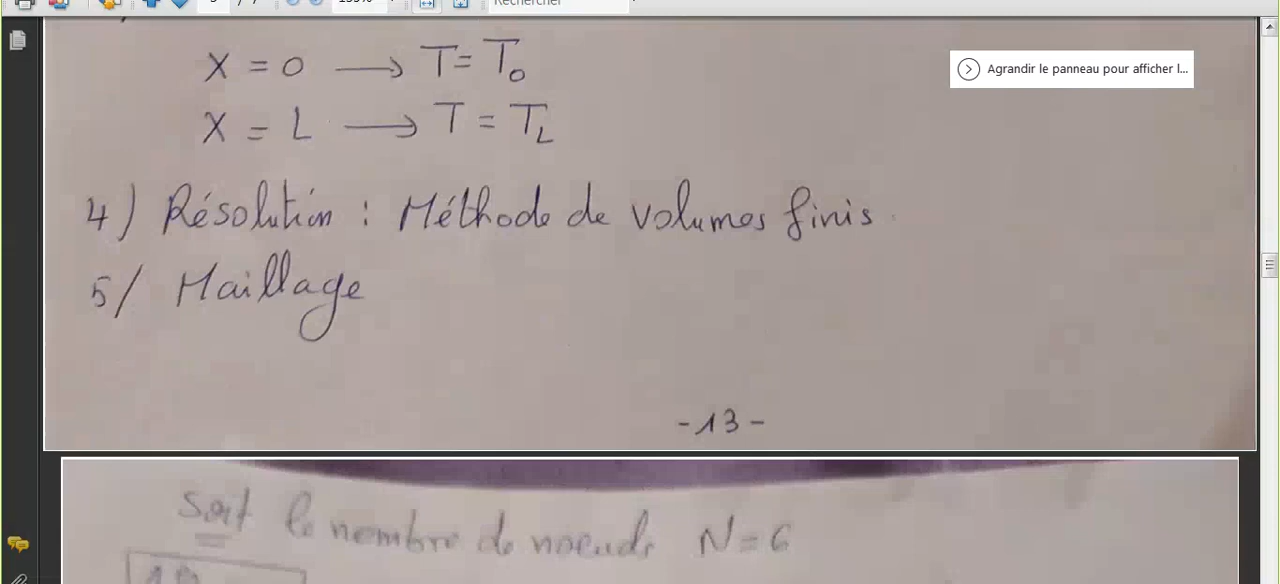 135%
Rechercher
Agrandir le panneau pour afficher l...
X = 0 → T = T₀
X = L → T = T_L
4) Résolution : Méthode de volumes finis.
5/ Maillage
-13-
Soit le nombre de noeuds N=6